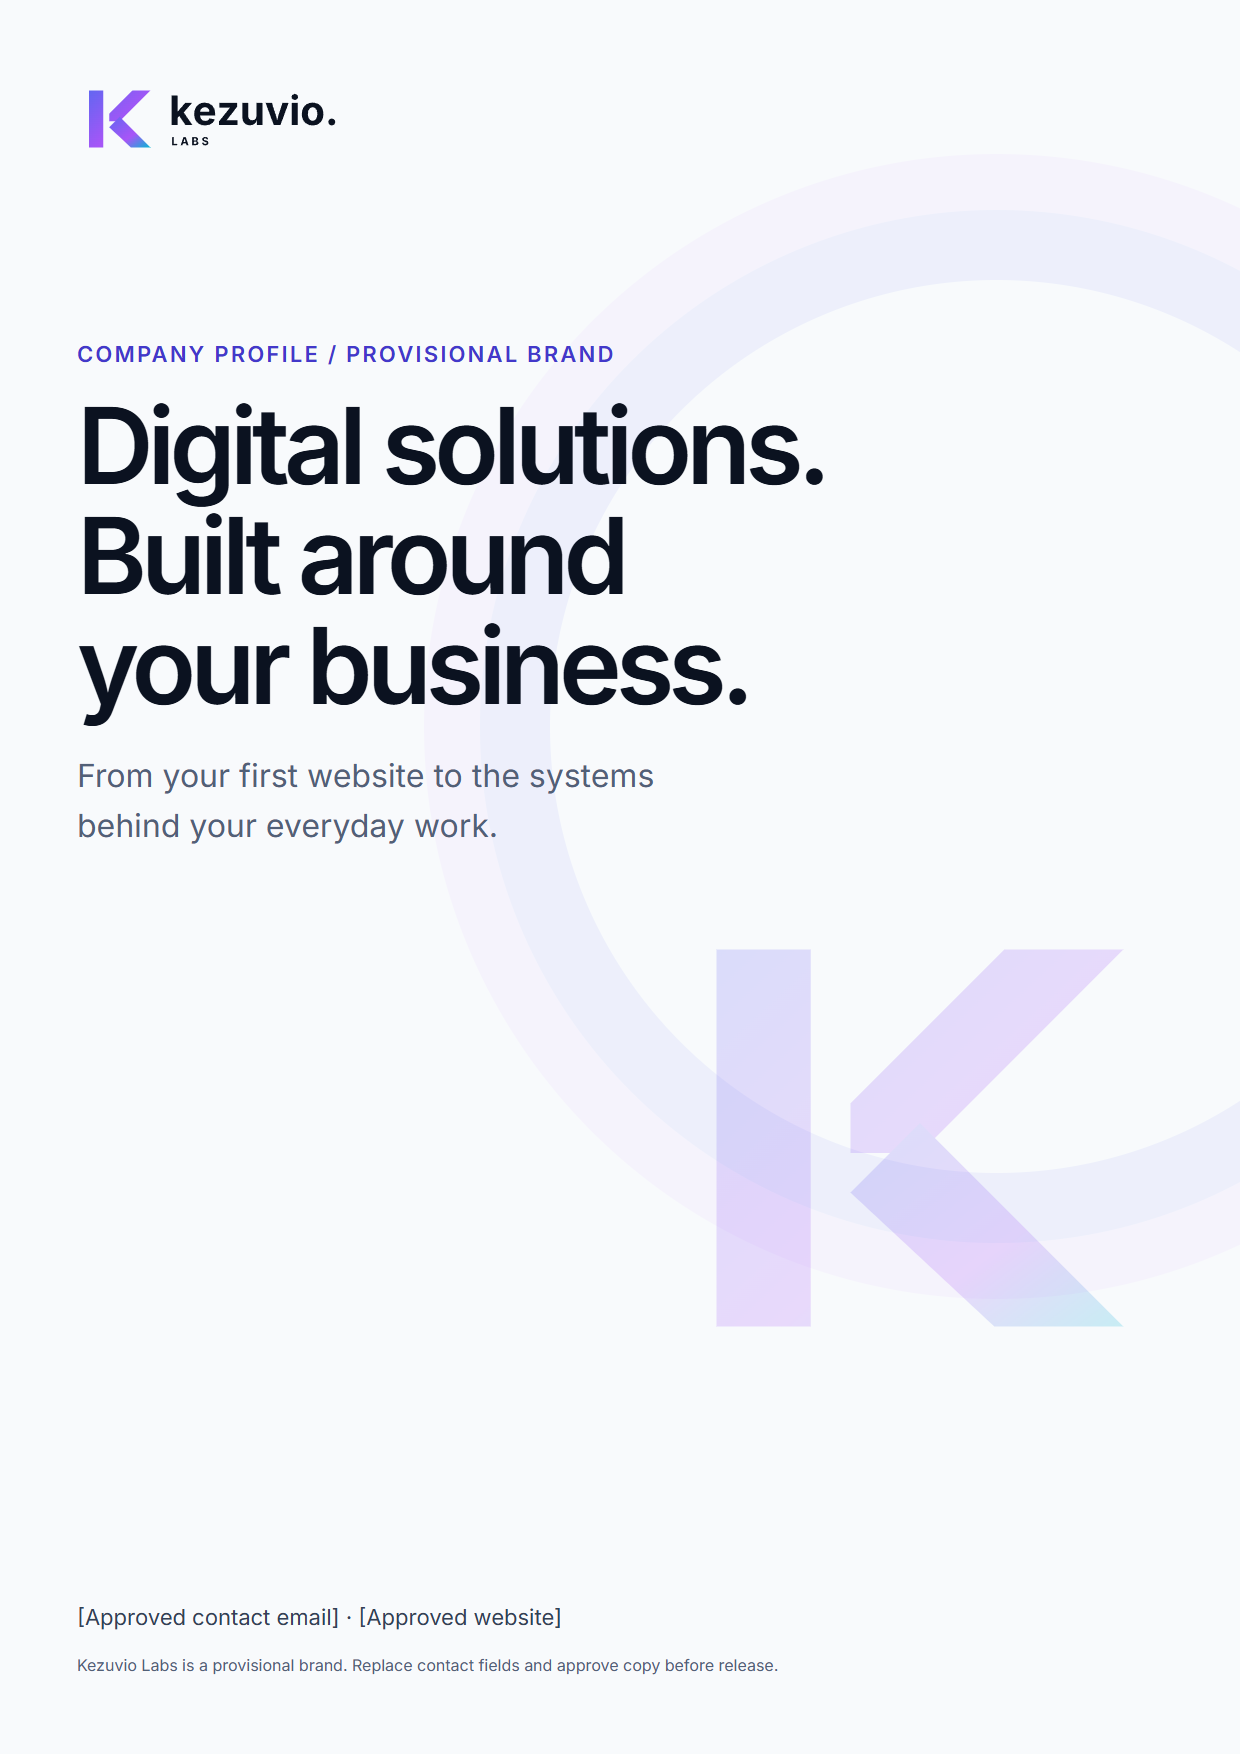 kezuvio.
LABS
COMPANY PROFILE / PROVISIONAL BRAND
Digital solutions.
Built around
your business.
From your first website to the systems
behind your everyday work.
[Approved contact email] · [Approved website]
Kezuvio Labs is a provisional brand. Replace contact fields and approve copy before release.